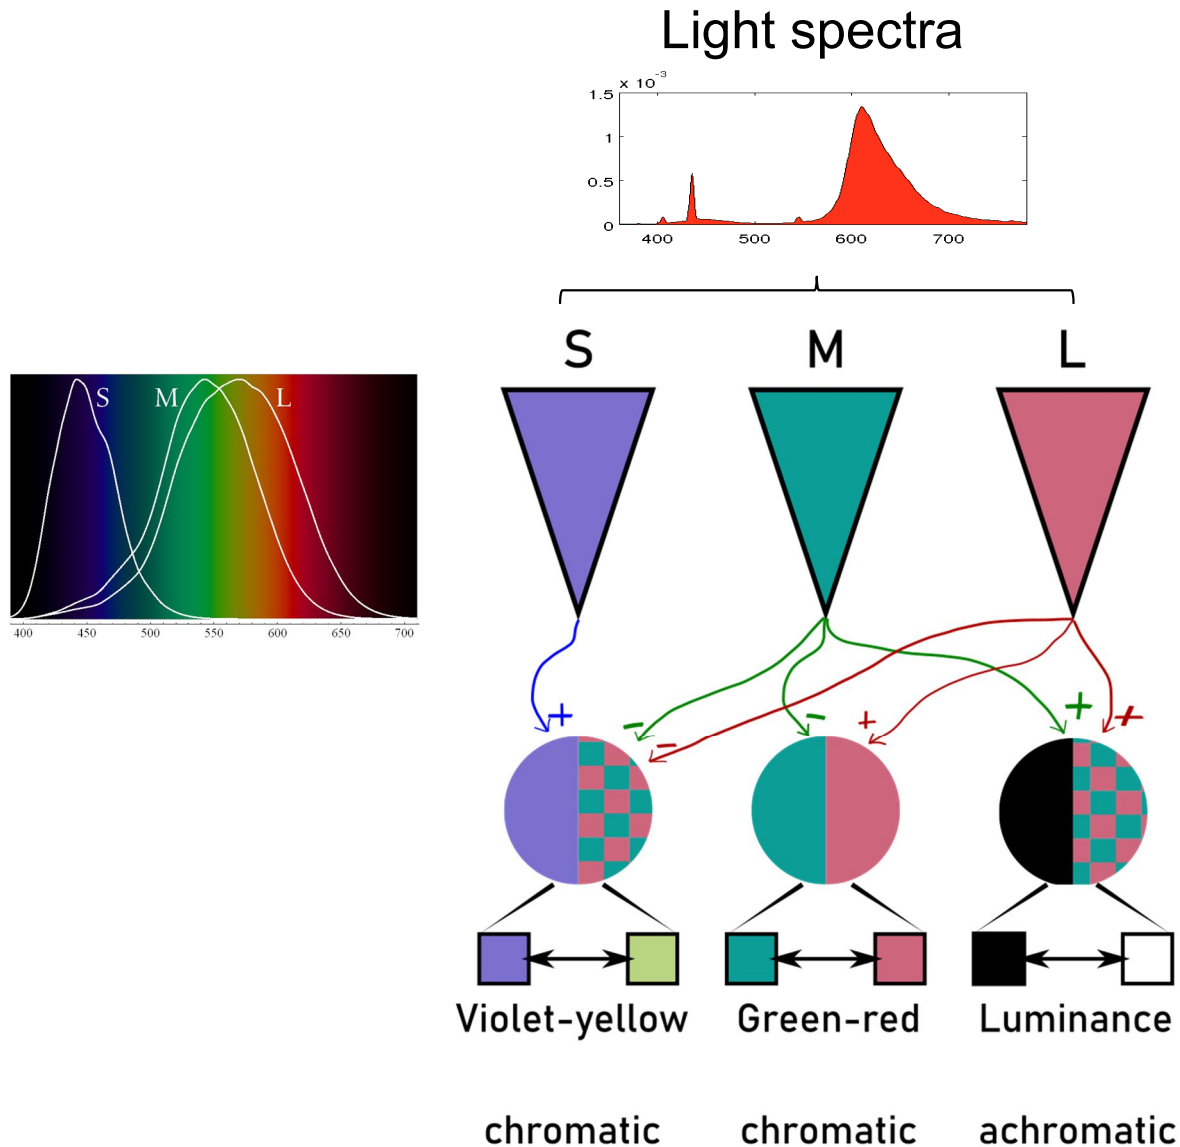 Light spectra
x 10⁻³
1.5
1
0.5
0
400 500 600 700
S M L
S M L
400 450 500 550 600 650 700
+ - - - + + +
Violet-yellow Green-red Luminance
chromatic chromatic achromatic